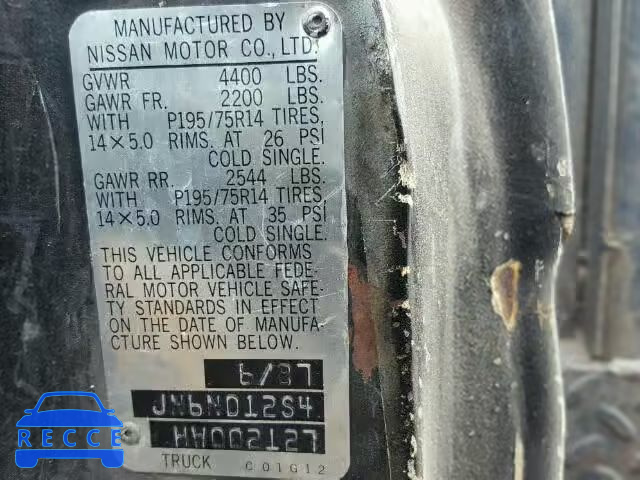 MANUFACTURED BY
NISSAN MOTOR CO., LTD.
GVWR 4400 LBS.
GAWR FR. 2200 LBS.
WITH P195/75R14 TIRES,
14×5.0 RIMS. AT 26 PSI
COLD SINGLE.
GAWR RR. 2544 LBS.
WITH P195/75R14 TIRES,
14×5.0 RIMS. AT 35 PSI
COLD SINGLE.
THIS VEHICLE CONFORMS
TO ALL APPLICABLE FEDE-
RAL MOTOR VEHICLE SAFE-
TY STANDARDS IN EFFECT
ON THE DATE OF MANUFA-
CTURE SHOWN BELOW.
6/87
JN6ND12S4
HW002127
TRUCK C01G12
RECCE